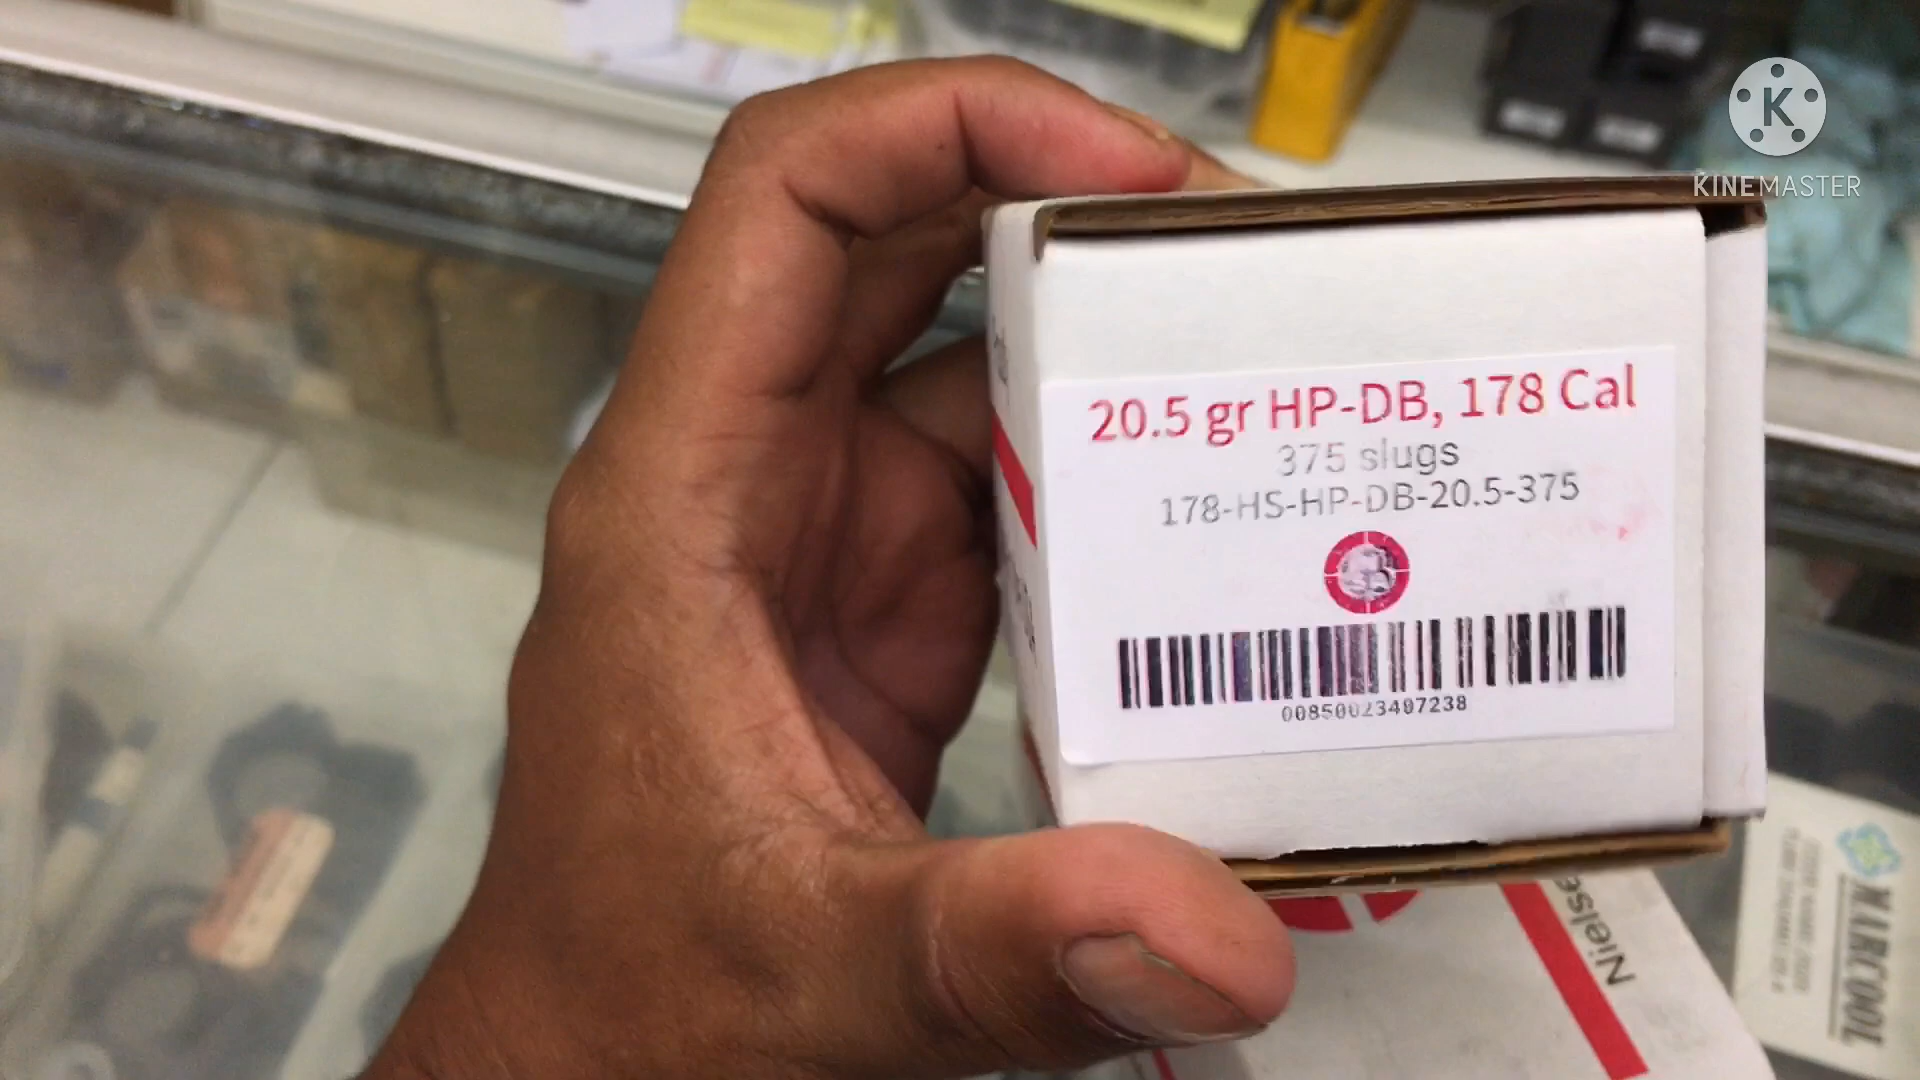 K
KINEMASTER
20.5 gr HP-DB, 178 Cal
375 slugs
178-HS-HP-DB-20.5-375
00850023407238
Nielse
MARCOOL